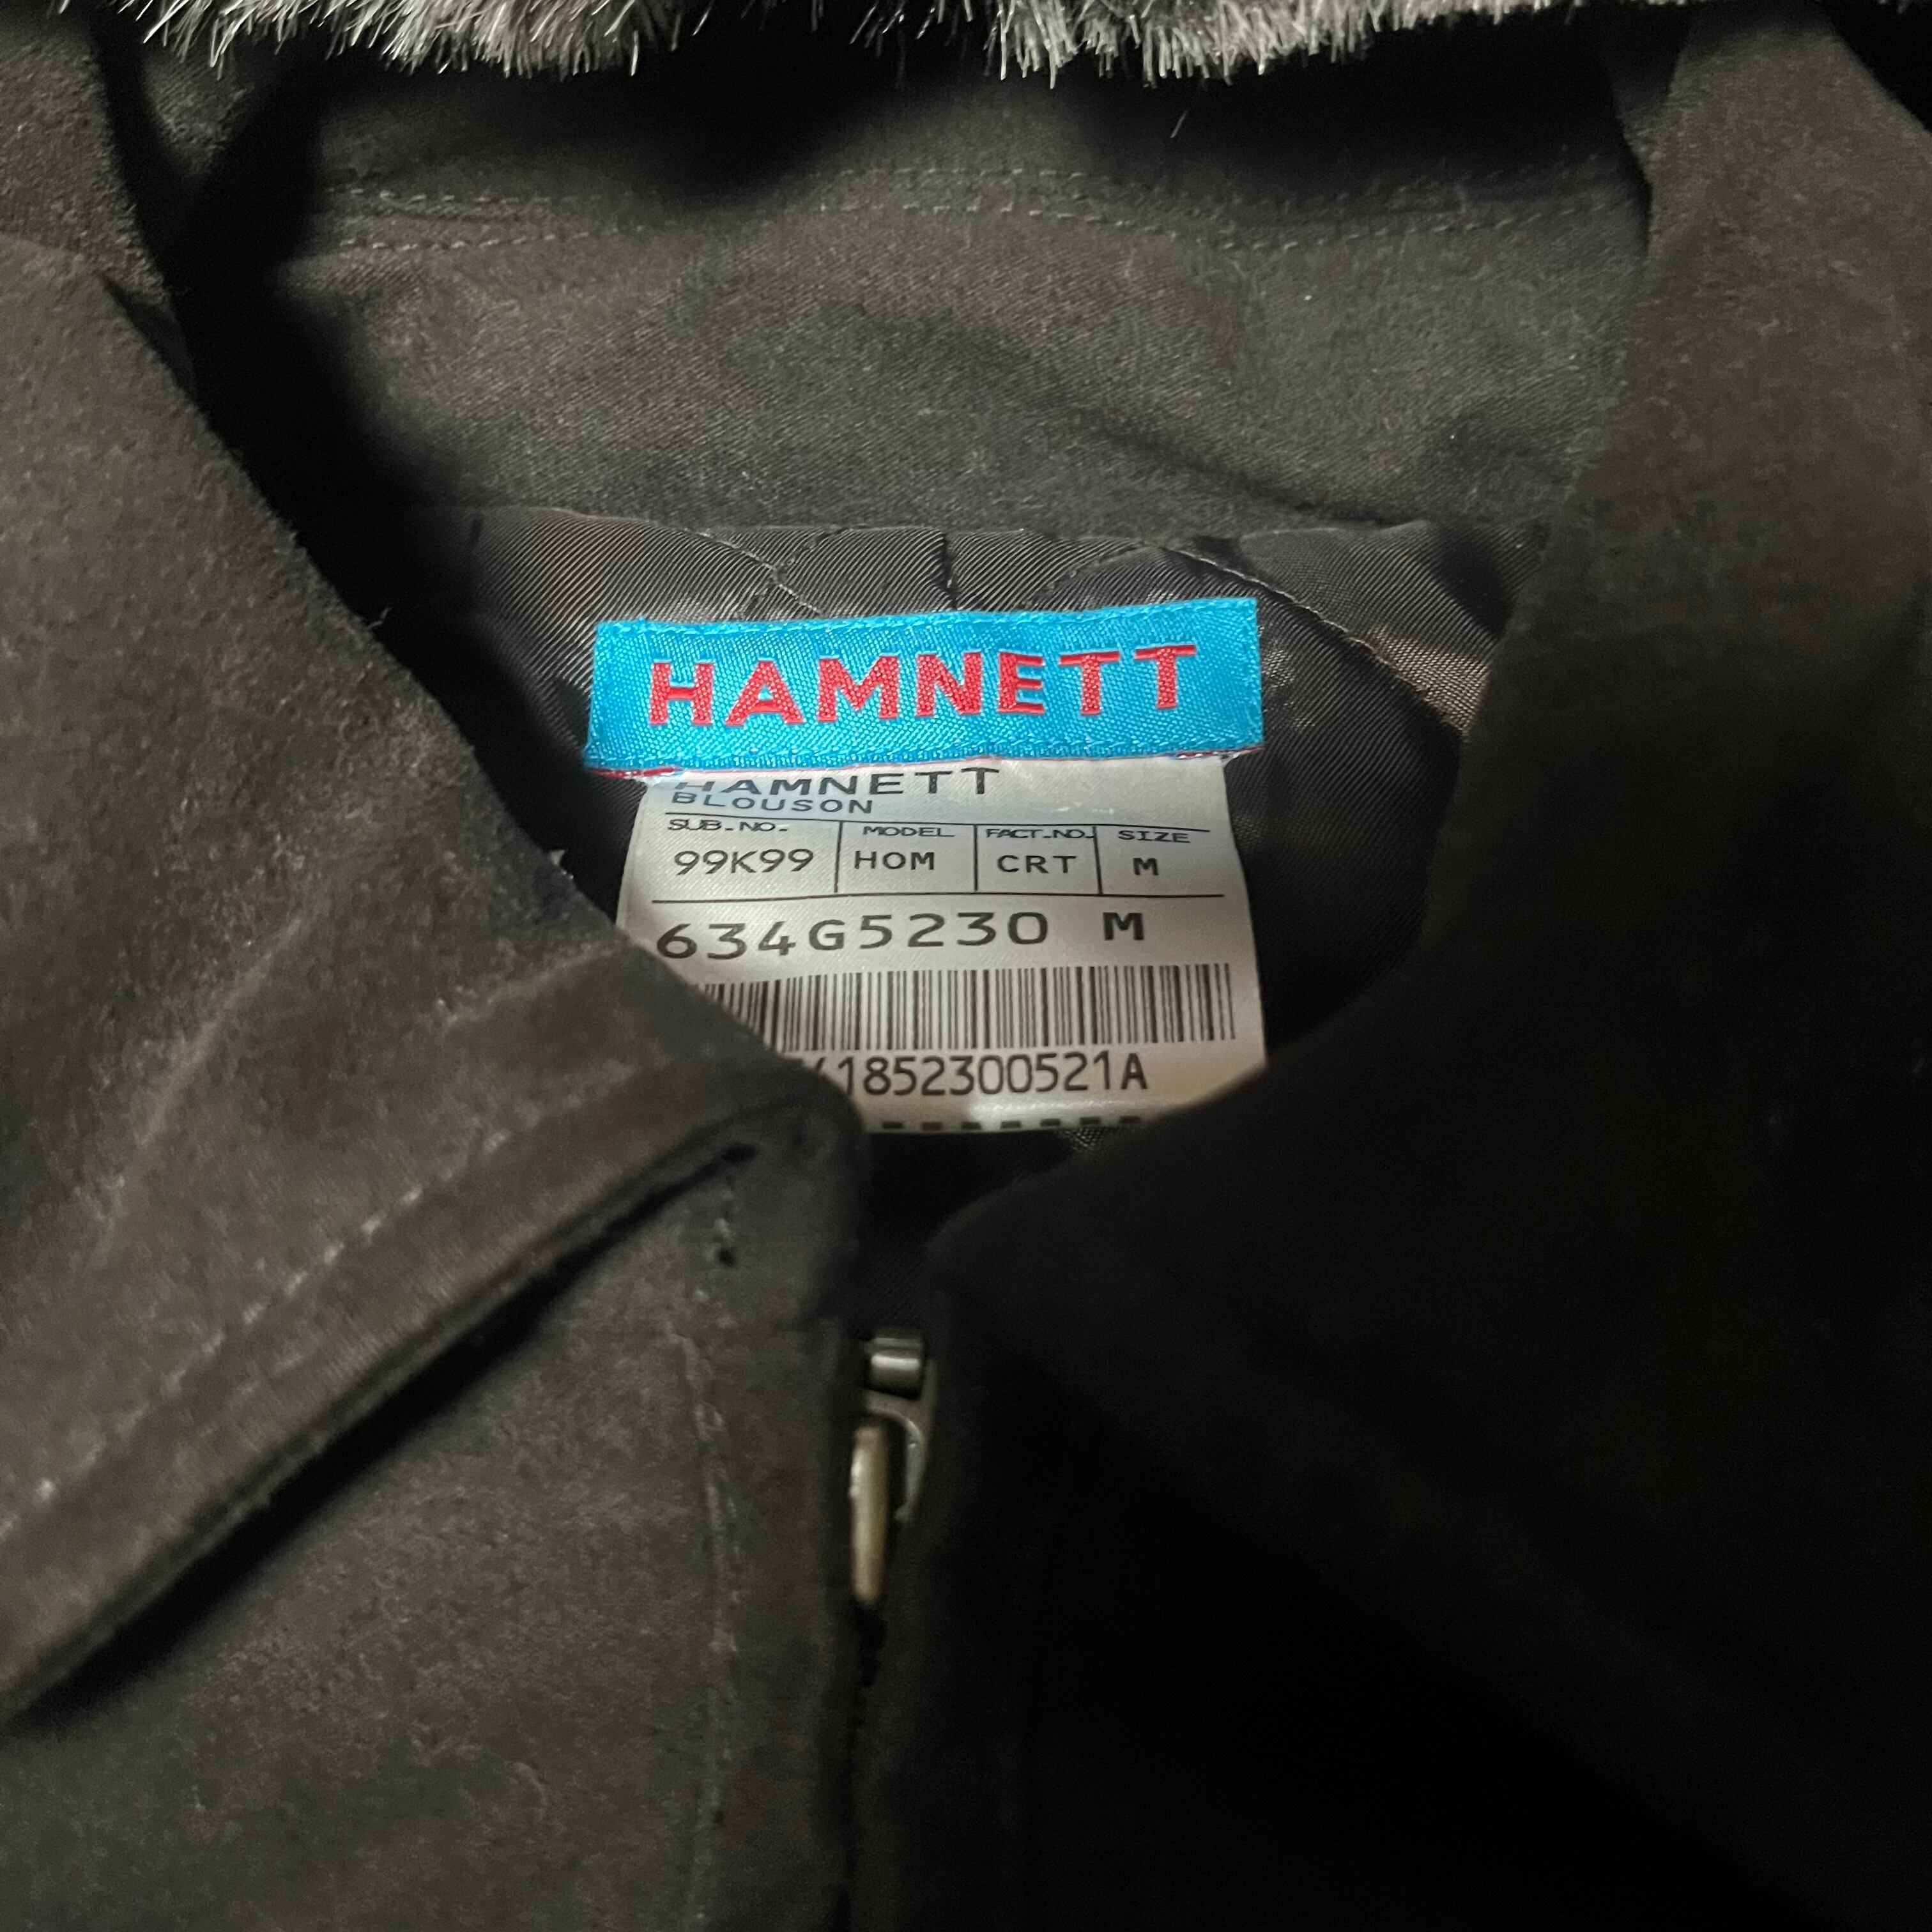 HAMNETT
HAMNETT
BLOUSON
SUB.NO. MODEL FACT.NO. SIZE
99K99 HOM CRT M
634G5230 M
1852300521A